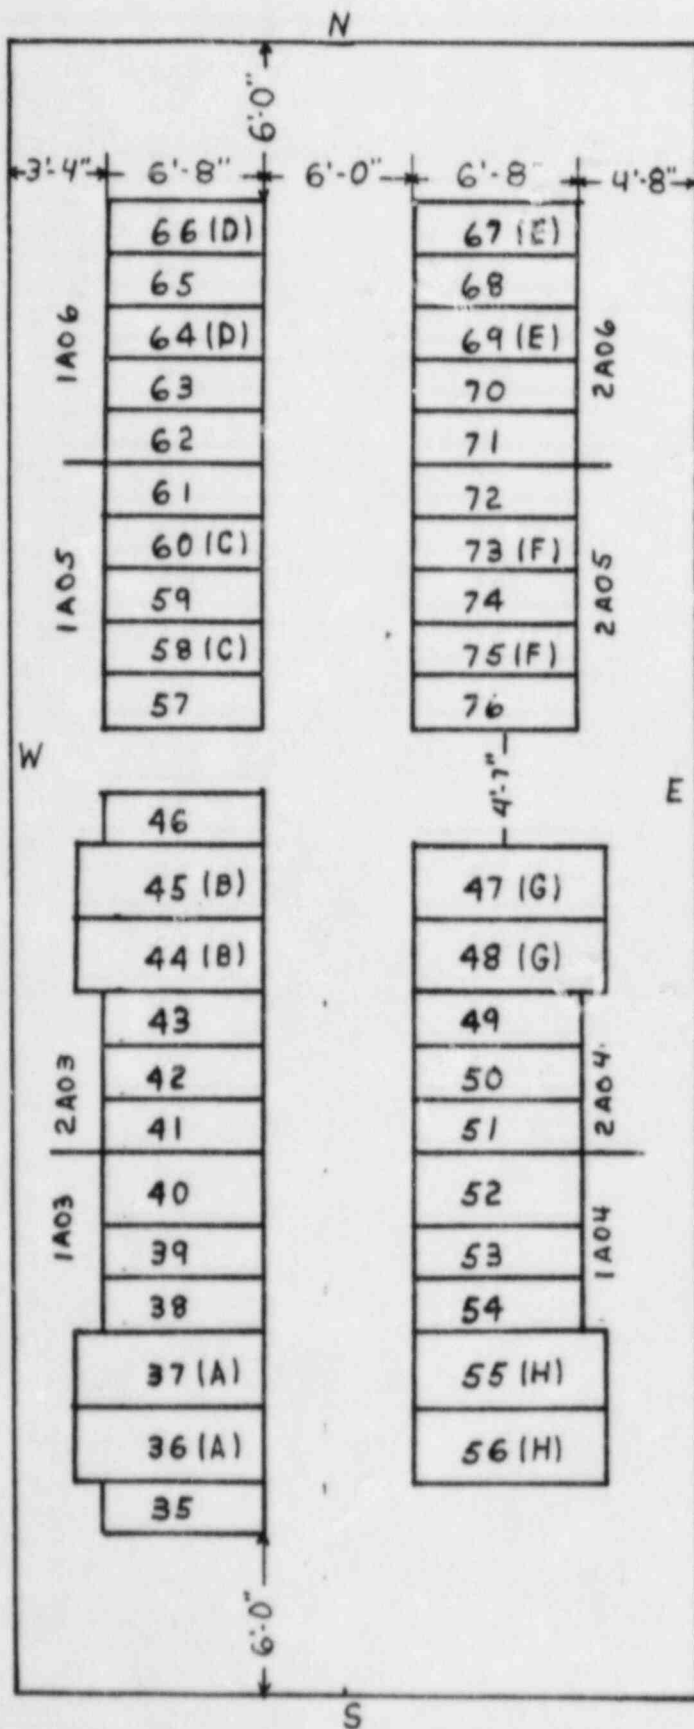 N
6'-0"
3'-4" 6'-8" 6'-0" 6'-8" 4'-8"
66 (D) 67 (E)
65 68
1A06 64 (D) 69 (E) 2A06
63 70
62 71
61 72
60 (C) 73 (F)
1A05 59 74 2A05
58 (C) 75 (F)
57 76
W 4'-7" E
46
45 (B) 47 (G)
44 (B) 48 (G)
43 49
2A03 42 50 2A04
41 51
40 52
1A03 39 53 1A04
38 54
37 (A) 55 (H)
36 (A) 56 (H)
35
6'-0"
S